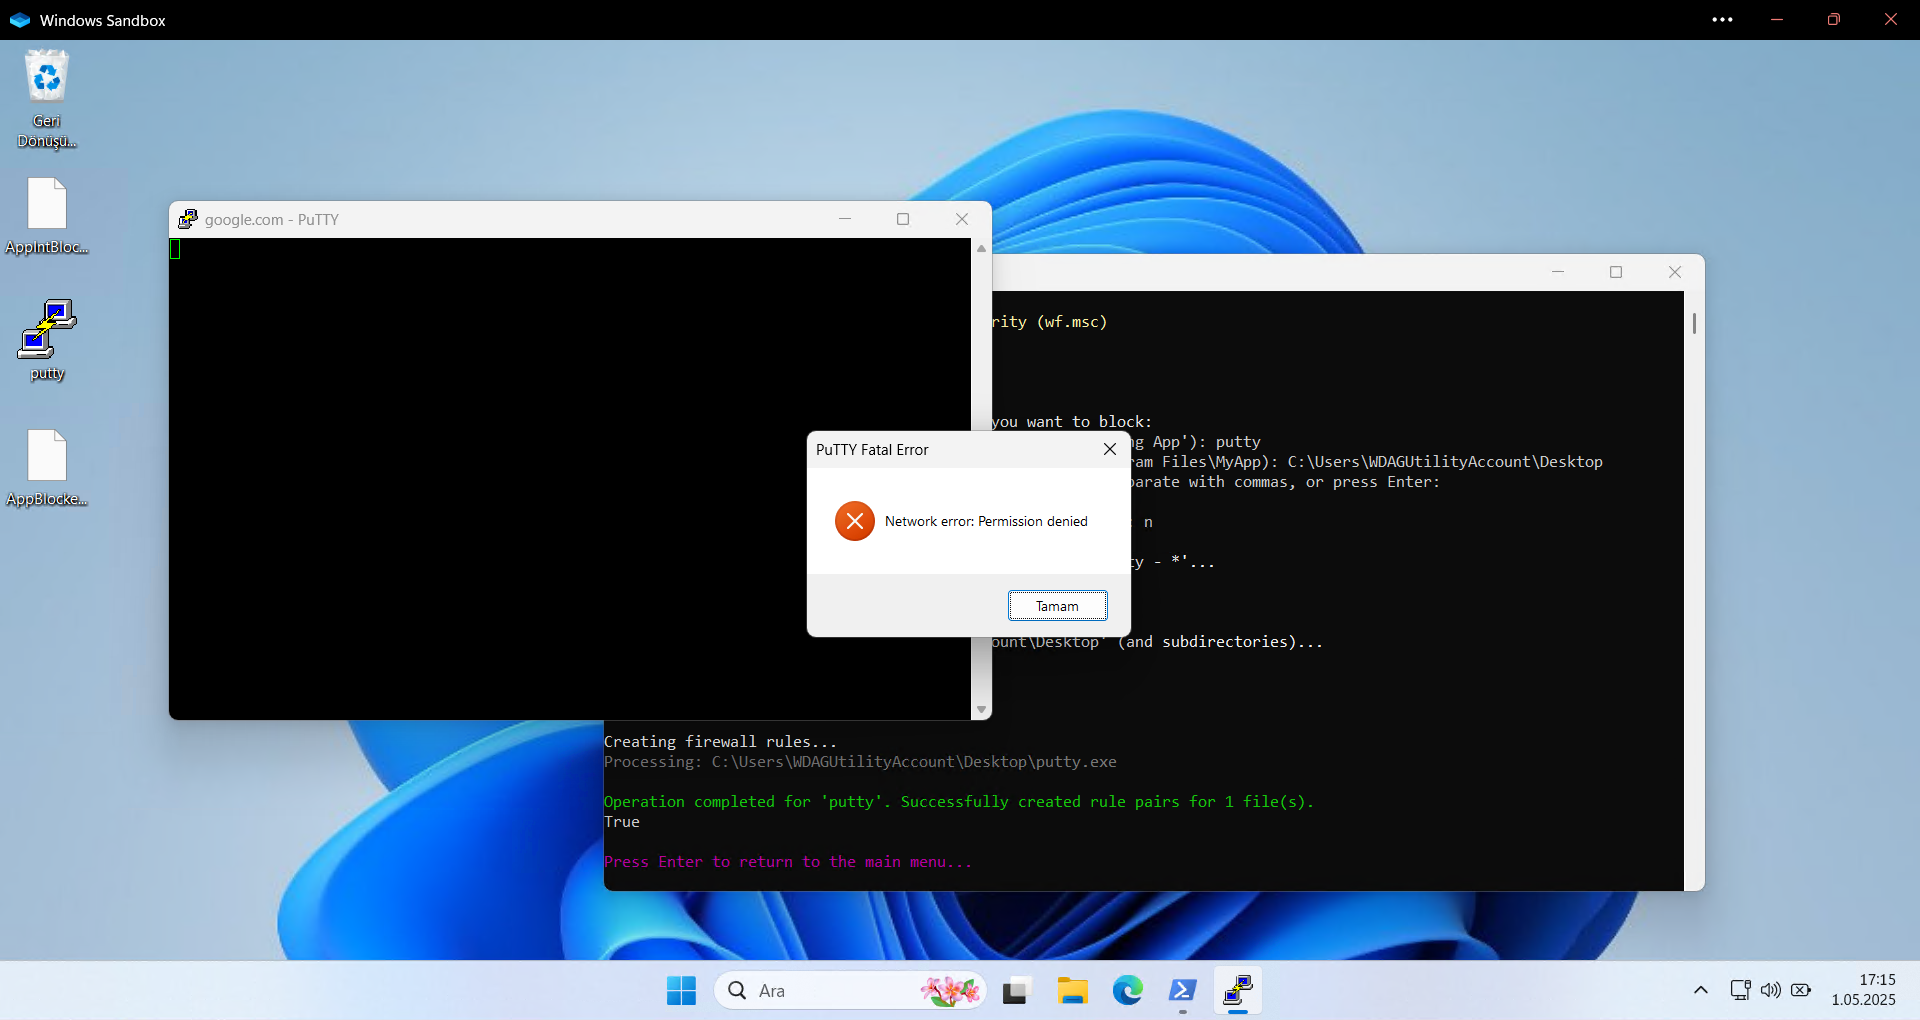 Windows Sandbox
Geri
Dönüşü...
AppIntBloc...
putty
AppBlocke...
google.com - PuTTY
rity (wf.msc)
you want to block:
ng App'): putty
ram Files\MyApp): C:\Users\WDAGUtilityAccount\Desktop
parate with commas, or press Enter:
: n
ty - *'...
ount\Desktop' (and subdirectories)...
PuTTY Fatal Error
Network error: Permission denied
Tamam
Creating firewall rules...
Processing: C:\Users\WDAGUtilityAccount\Desktop\putty.exe
Operation completed for 'putty'. Successfully created rule pairs for 1 file(s).
True
Press Enter to return to the main menu...
Ara
17:15
1.05.2025